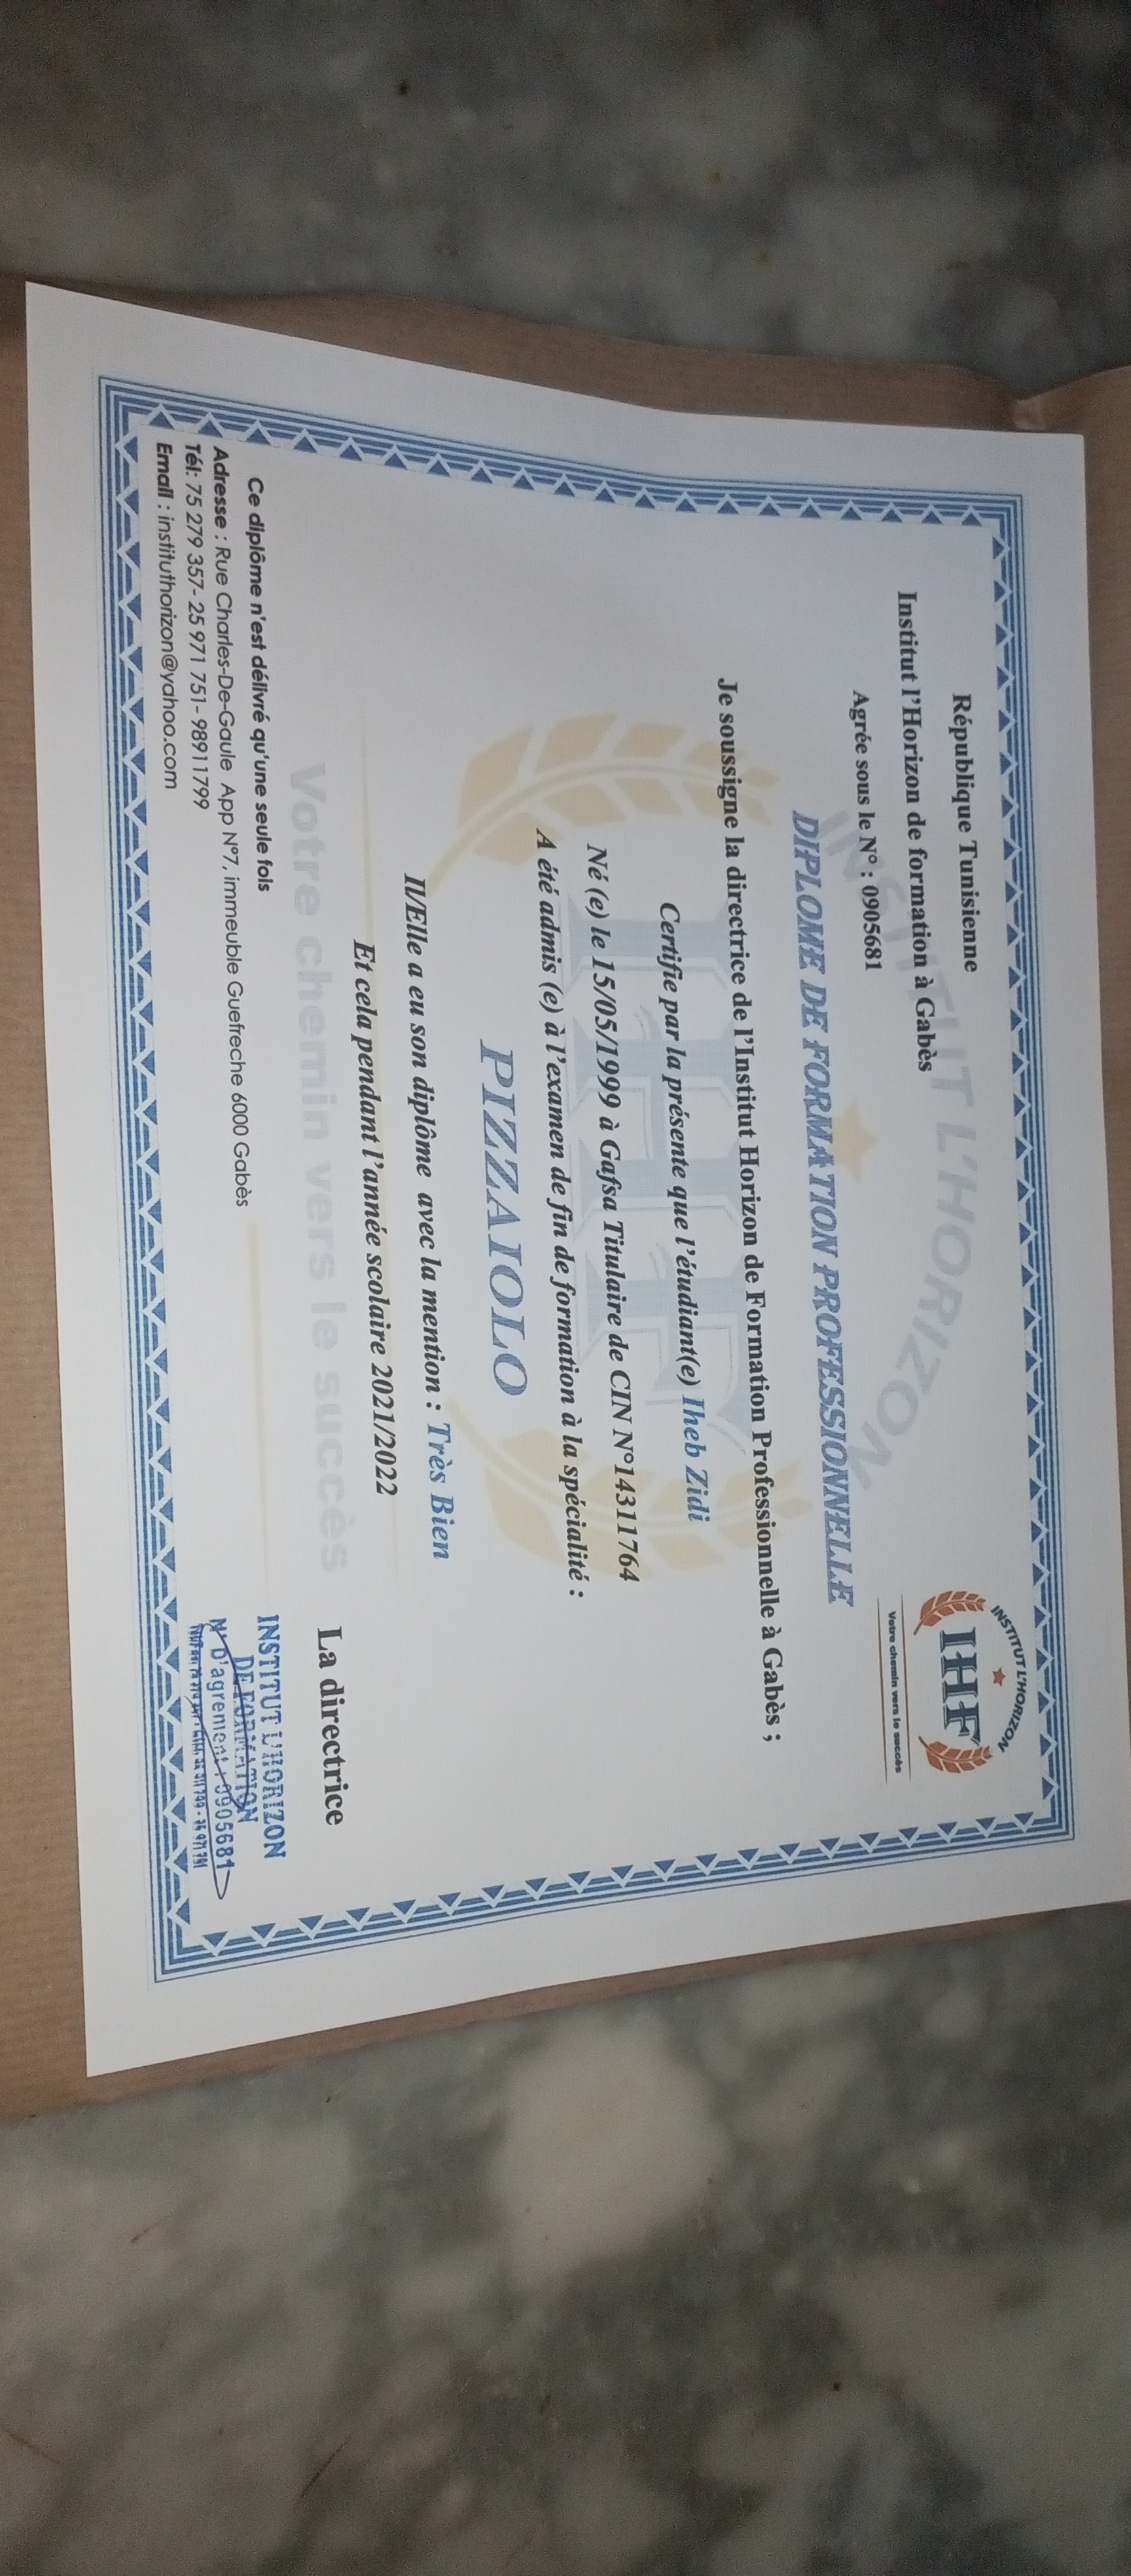 République Tunisienne
Institut l'Horizon de formation à Gabès
Agrée sous le N° : 0905681
INSTITUT L'HORIZON
IHF
Votre chemin vers le succès
INSTITUT L'HORIZON
DIPLOME DE FORMATION PROFESSIONNELLE
Je soussigne la directrice de l'Institut Horizon de Formation Professionnelle à Gabès ;
Certifie par la présente que l'étudiant(e) Iheb Zidi
Né (e) le 15/05/1999 à Gafsa Titulaire de CIN N°14311764
A été admis (e) à l'examen de fin de formation à la spécialité :
IHF
PIZZAIOLO
Il/Elle a eu son diplôme avec la mention : Très Bien
Et cela pendant l'année scolaire 2021/2022
Votre chemin vers le succès
La directrice
INSTITUT L'HORIZON
DE FORMATION
N° D'agrement : 0905681
Ce diplôme n'est délivré qu'une seule fois
Adresse : Rue Charles-De-Gaule App N°7, immeuble Guefreche 6000 Gabès
Tél: 75 279 357- 25 971 751- 98911799
Email : instituthorizon@yahoo.com